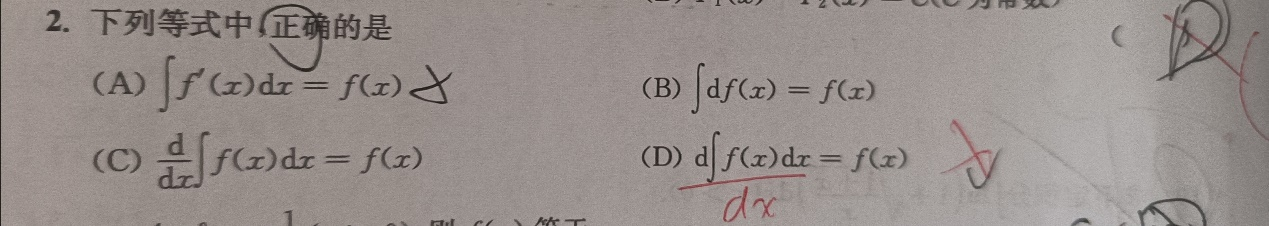 2. 下列等式中正确的是 ( D
(A) ∫f′(x)dx = f(x)
(B) ∫df(x) = f(x)
(C) d/dx ∫f(x)dx = f(x)
(D) d∫f(x)dx = f(x)
dx